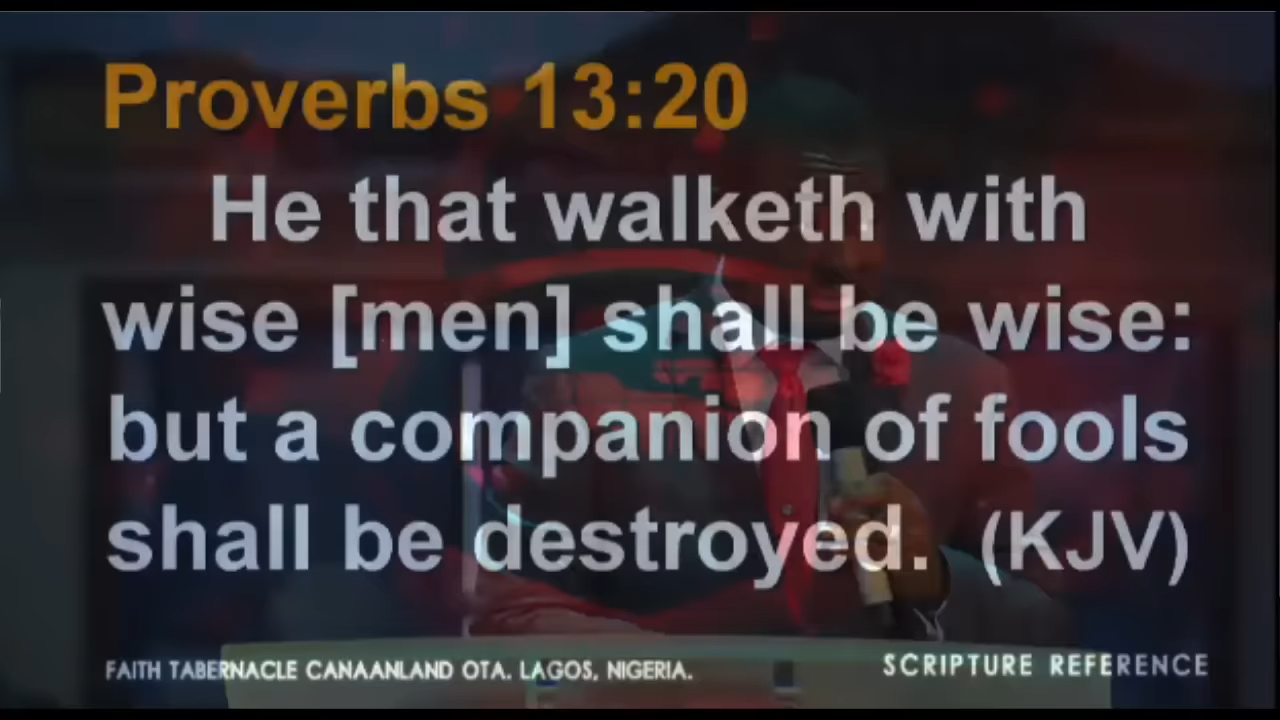 Proverbs 13:20
He that walketh with
wise [men] shall be wise:
but a companion of fools
shall be destroyed. (KJV)
FAITH TABERNACLE CANAANLAND OTA. LAGOS, NIGERIA.
SCRIPTURE REFERENCE